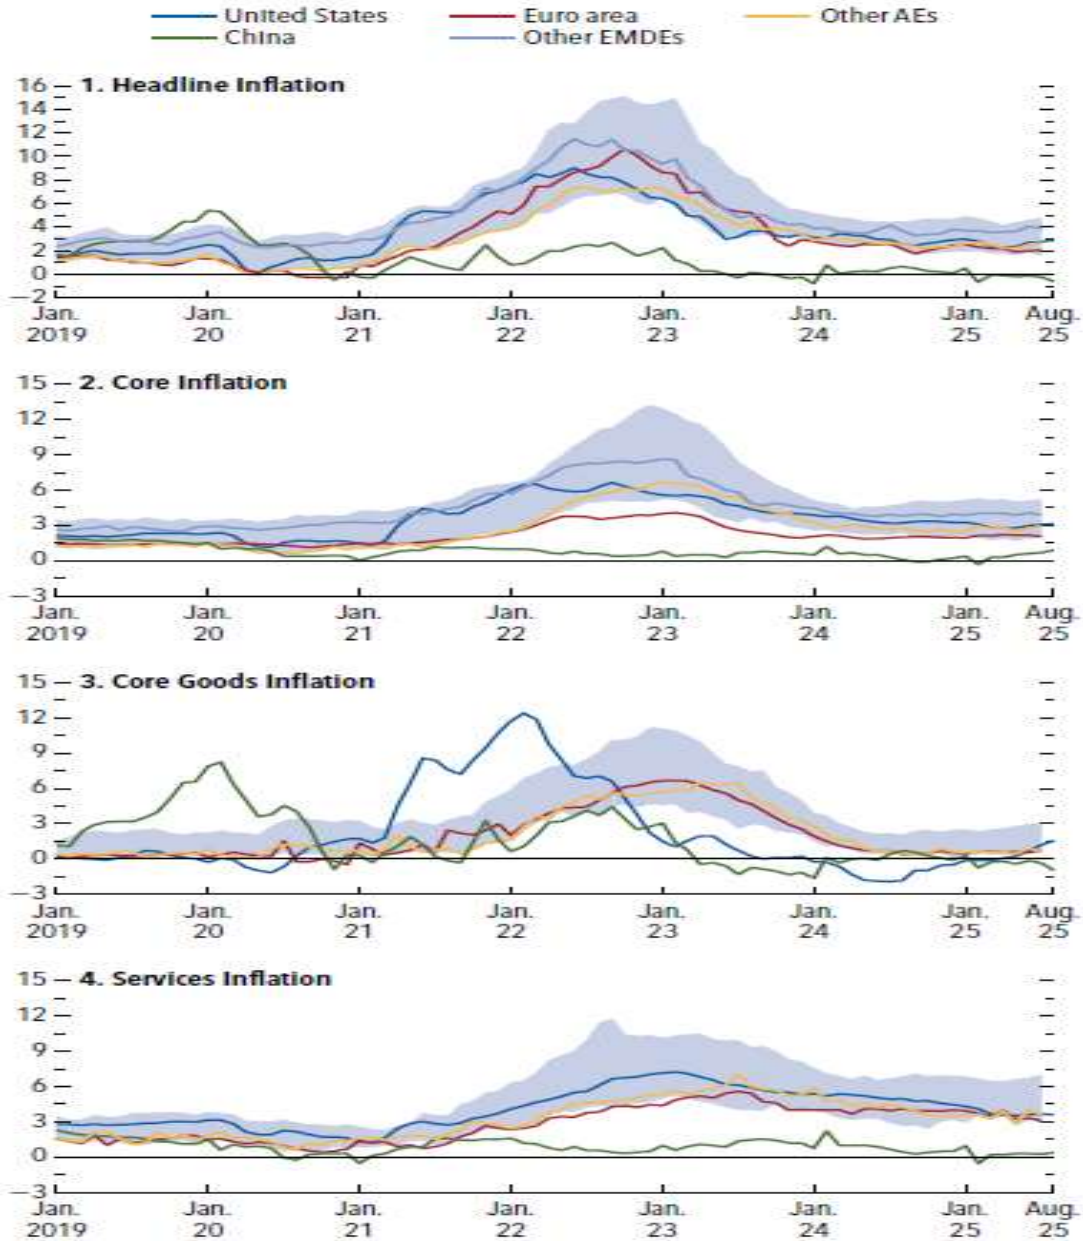 United States Euro area Other AEs
China Other EMDEs
1. Headline Inflation
16
14
12
10
8
6
4
2
0
−2
Jan. Jan. Jan. Jan. Jan. Jan. Jan. Aug.
2019 20 21 22 23 24 25 25
2. Core Inflation
15
12
9
6
3
0
−3
Jan. Jan. Jan. Jan. Jan. Jan. Jan. Aug.
2019 20 21 22 23 24 25 25
3. Core Goods Inflation
15
12
9
6
3
0
−3
Jan. Jan. Jan. Jan. Jan. Jan. Jan. Aug.
2019 20 21 22 23 24 25 25
4. Services Inflation
15
12
9
6
3
0
−3
Jan. Jan. Jan. Jan. Jan. Jan. Jan. Aug.
2019 20 21 22 23 24 25 25